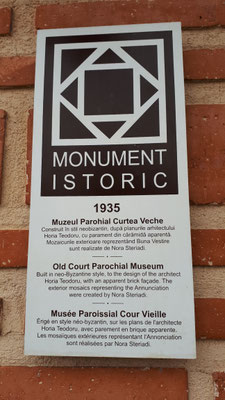 MONUMENT
ISTORIC
1935
Muzeul Parohial Curtea Veche
Construit în stil neobizantin, după planurile arhitectului
Horia Teodoru, cu parament din cărămidă aparentă.
Mozaicurile exterioare reprezentând Buna Vestire
sunt realizate de Nora Steriadi.
Old Court Parochial Museum
Built in neo-Byzantine style, to the design of the architect
Horia Teodoru, with an apparent brick façade. The
exterior mosaics representing the Annunciation
were created by Nora Steriadi.
Musée Paroissial Cour Vieille
Érigé en style néo-byzantin, sur les plans de l'architecte
Horia Teodoru, avec parement en brique apparente.
Les mosaïques extérieures représentant l'Annonciation
sont réalisées par Nora Steriadi.